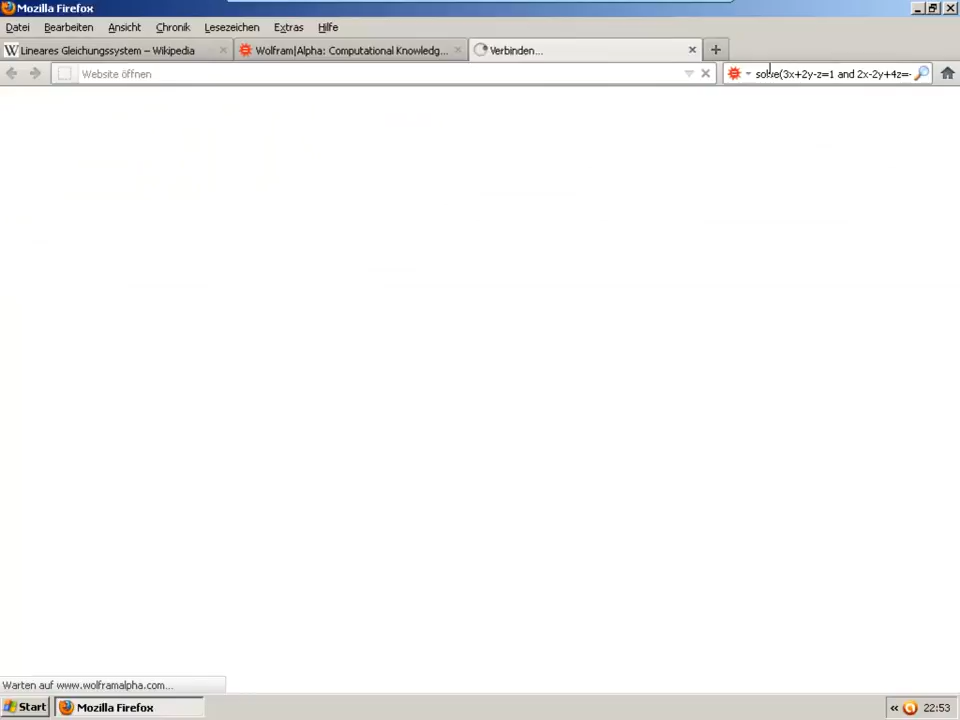 Mozilla Firefox
Datei Bearbeiten Ansicht Chronik Lesezeichen Extras Hilfe
Lineares Gleichungssystem – Wikipedia Wolfram|Alpha: Computational Knowledg... Verbinden...
Website öffnen solve(3x+2y-z=1 and 2x-2y+4z=-
Warten auf www.wolframalpha.com...
Start Mozilla Firefox « 22:53